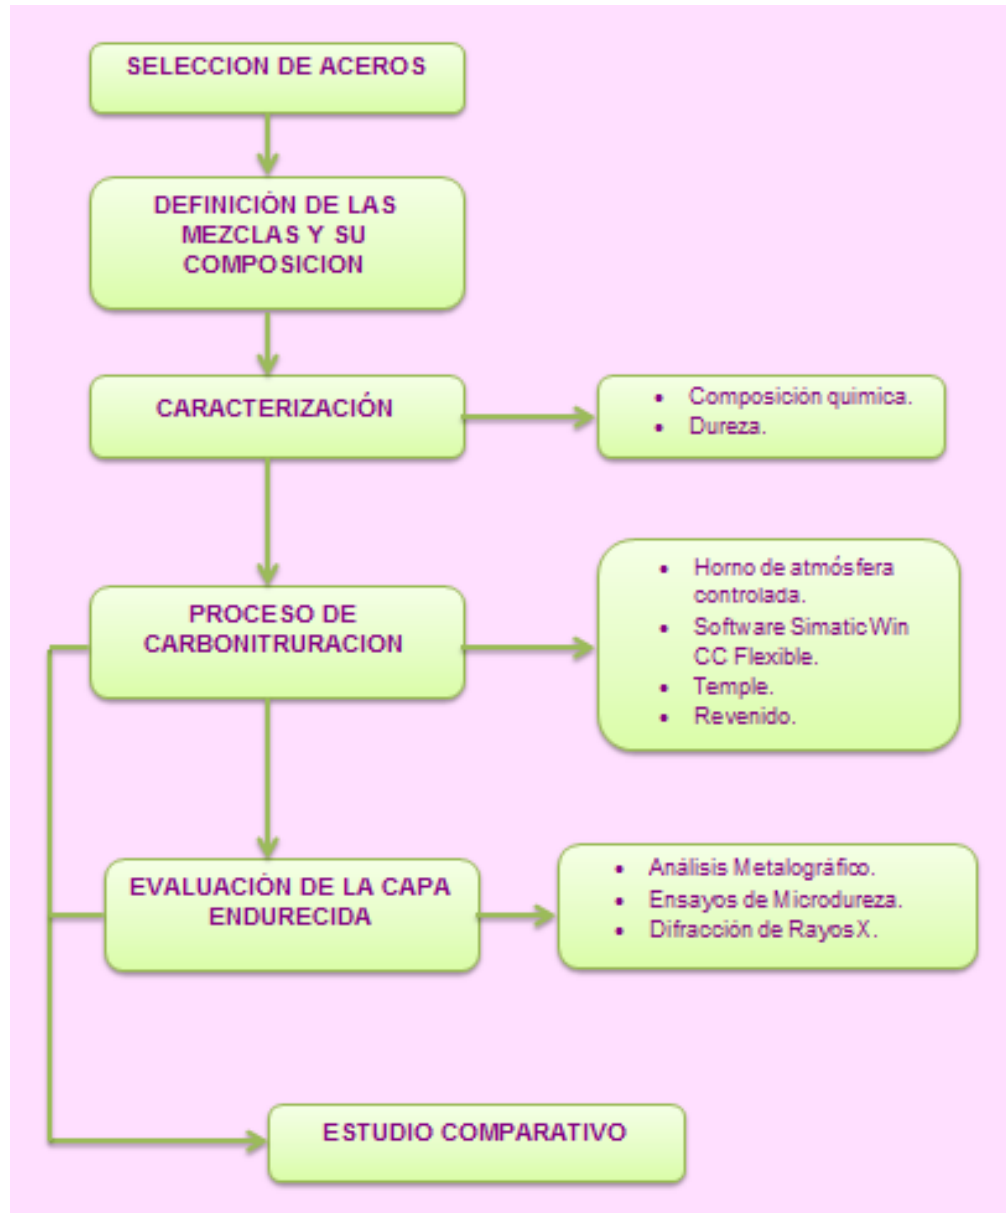 SELECCION DE ACEROS
DEFINICIÓN DE LAS
MEZCLAS Y SU
COMPOSICION
CARACTERIZACIÓN
• Composición quimica.
• Dureza.
PROCESO DE
CARBONITRURACION
• Horno de atmósfera
controlada.
• Software Simatic Win
CC Flexible.
• Temple.
• Revenido.
EVALUACIÓN DE LA CAPA
ENDURECIDA
• Análisis Metalográfico.
• Ensayos de Microdureza.
• Difracción de Rayos X.
ESTUDIO COMPARATIVO